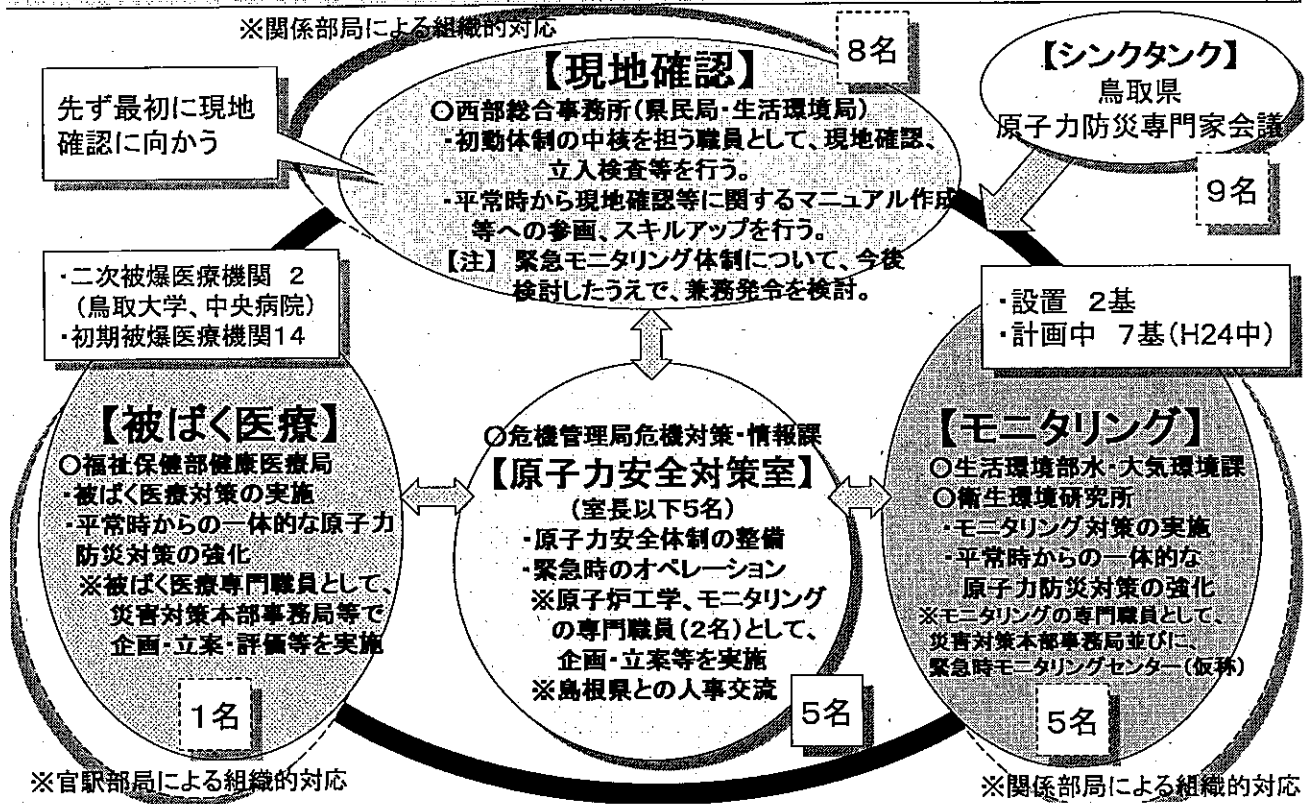 ※関係部局による組織的対応
8名
【現地確認】
○西部総合事務所(県民局・生活環境局)
・初動体制の中核を担う職員として、現地確認、
立入検査等を行う。
・平常時から現地確認等に関するマニュアル作成
等への参画、スキルアップを行う。
【注】 緊急モニタリング体制について、今後
検討したうえで、兼務発令を検討。
先ず最初に現地
確認に向かう
【シンクタンク】
鳥取県
原子力防災専門家会議
9名
・二次被爆医療機関 2
(鳥取大学、中央病院)
・初期被爆医療機関14
・設置 2基
・計画中 7基(H24中)
【被ばく医療】
○福祉保健部健康医療局
・被ばく医療対策の実施
・平常時からの一体的な原子力
防災対策の強化
※被ばく医療専門職員として、
災害対策本部事務局等で
企画・立案・評価等を実施
1名
※官駅部局による組織的対応
○危機管理局危機対策・情報課
【原子力安全対策室】
(室長以下5名)
・原子力安全体制の整備
・緊急時のオペレーション
※原子炉工学、モニタリング
の専門職員(2名)として、
企画・立案等を実施
※島根県との人事交流
5名
【モニタリング】
○生活環境部水・大気環境課
○衛生環境研究所
・モニタリング対策の実施
・平常時からの一体的な
原子力防災対策の強化
※モニタリングの専門職員として、
災害対策本部事務局並びに、
緊急時モニタリングセンター(仮称)
5名
※関係部局による組織的対応